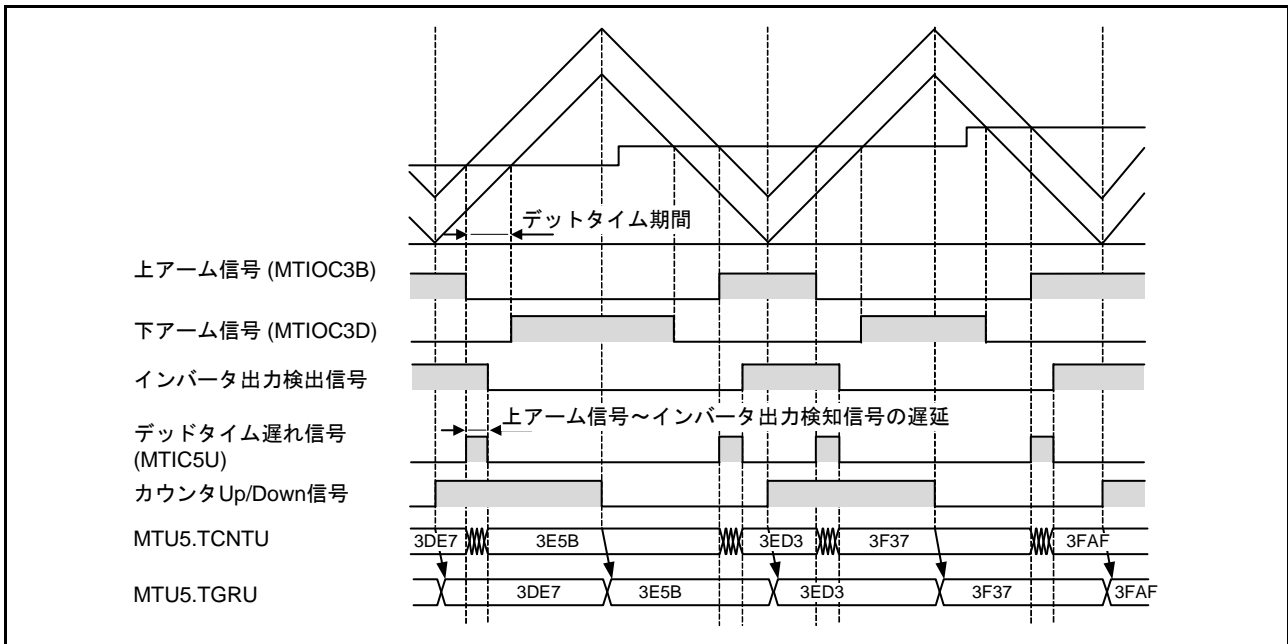 デットタイム期間
上アーム信号 (MTIOC3B)
下アーム信号 (MTIOC3D)
インバータ出力検出信号
上アーム信号～インバータ出力検知信号の遅延
デッドタイム遅れ信号
(MTIC5U)
カウンタUp/Down信号
MTU5.TCNTU 3DE7 3E5B 3ED3 3F37 3FAF
MTU5.TGRU 3DE7 3E5B 3ED3 3F37 3FAF